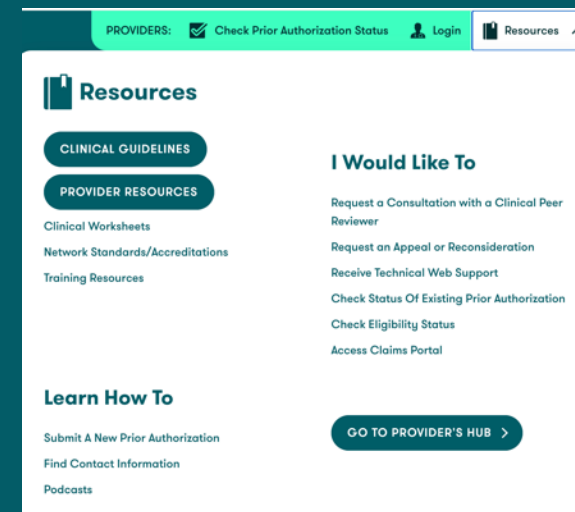 PROVIDERS: Check Prior Authorization Status Login Resources
Resources
CLINICAL GUIDELINES
PROVIDER RESOURCES
Clinical Worksheets
Network Standards/Accreditations
Training Resources
I Would Like To
Request a Consultation with a Clinical Peer
Reviewer
Request an Appeal or Reconsideration
Receive Technical Web Support
Check Status Of Existing Prior Authorization
Check Eligibility Status
Access Claims Portal
Learn How To
Submit A New Prior Authorization
Find Contact Information
Podcasts
GO TO PROVIDER'S HUB >